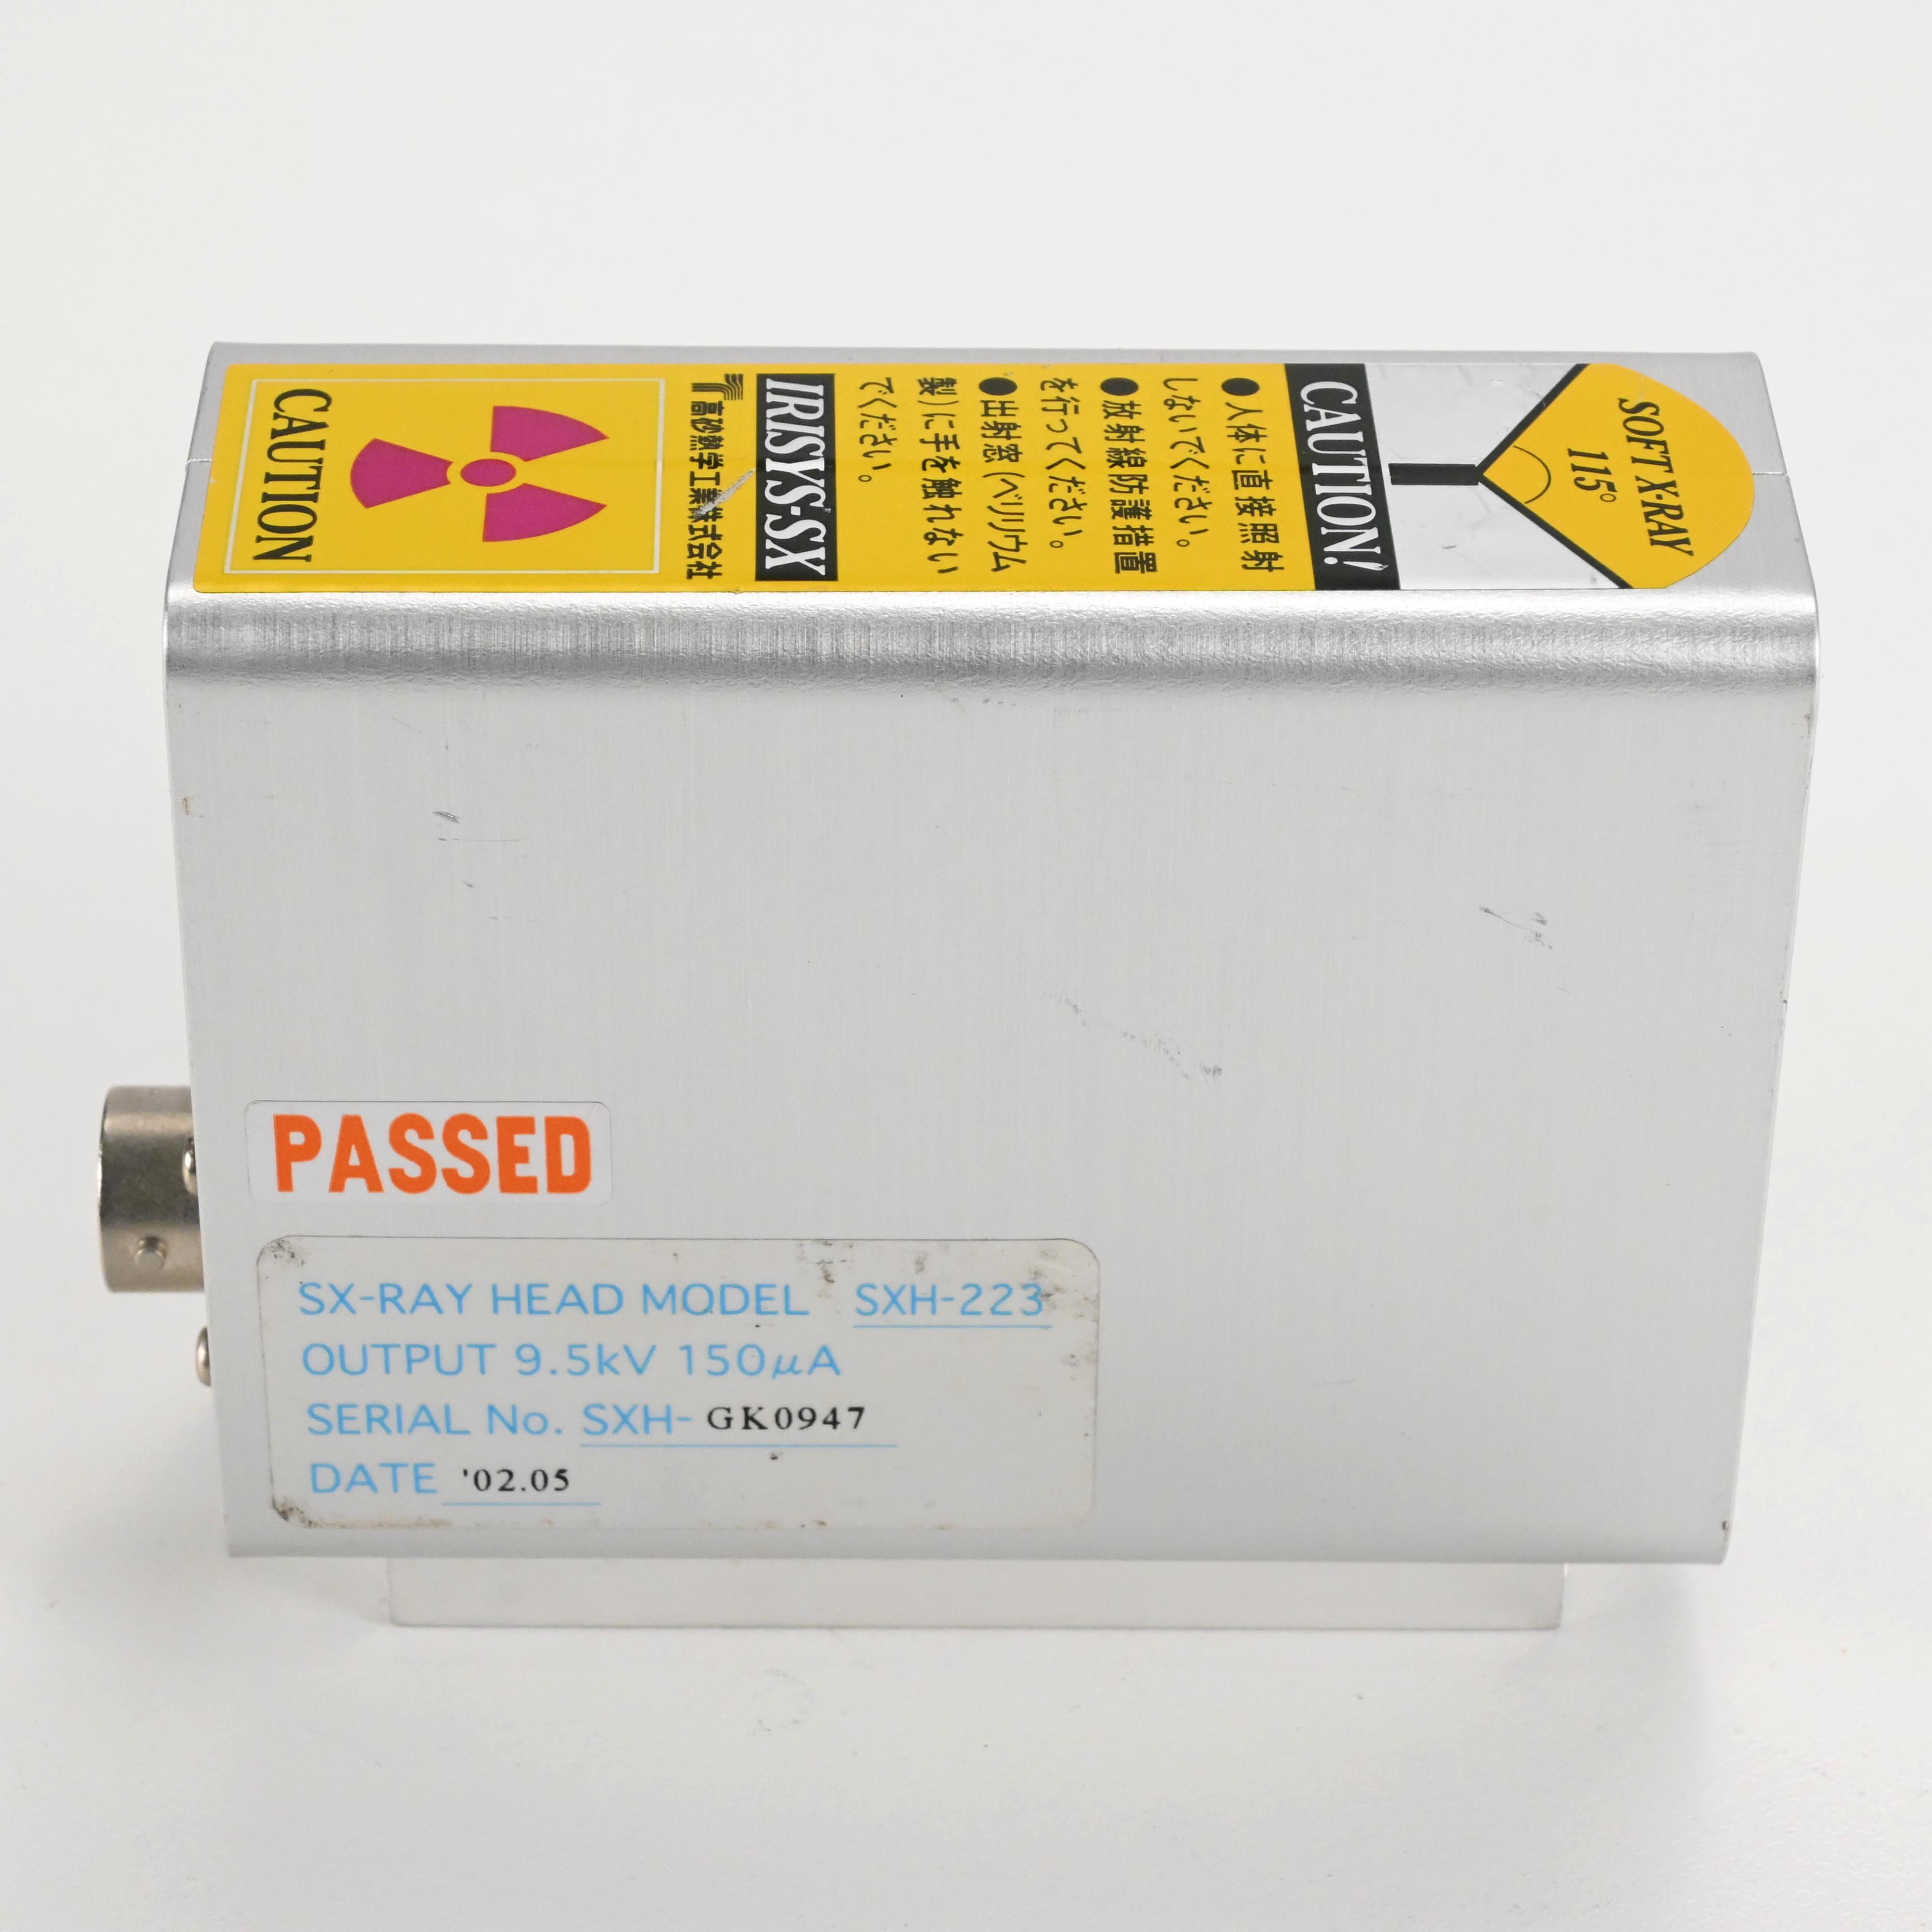 SOFT X-RAY
115°
CAUTION!
●人体に直接照射
しないでください。
●放射線防護措置
を行ってください。
●出射窓(ベリリウム
製)に手を触れない
でください。
IRISYS-SX
高砂熱学工業株式会社
CAUTION
PASSED
SX-RAY HEAD MODEL SXH-223
OUTPUT 9.5kV 150μA
SERIAL No. SXH- GK0947
DATE '02.05